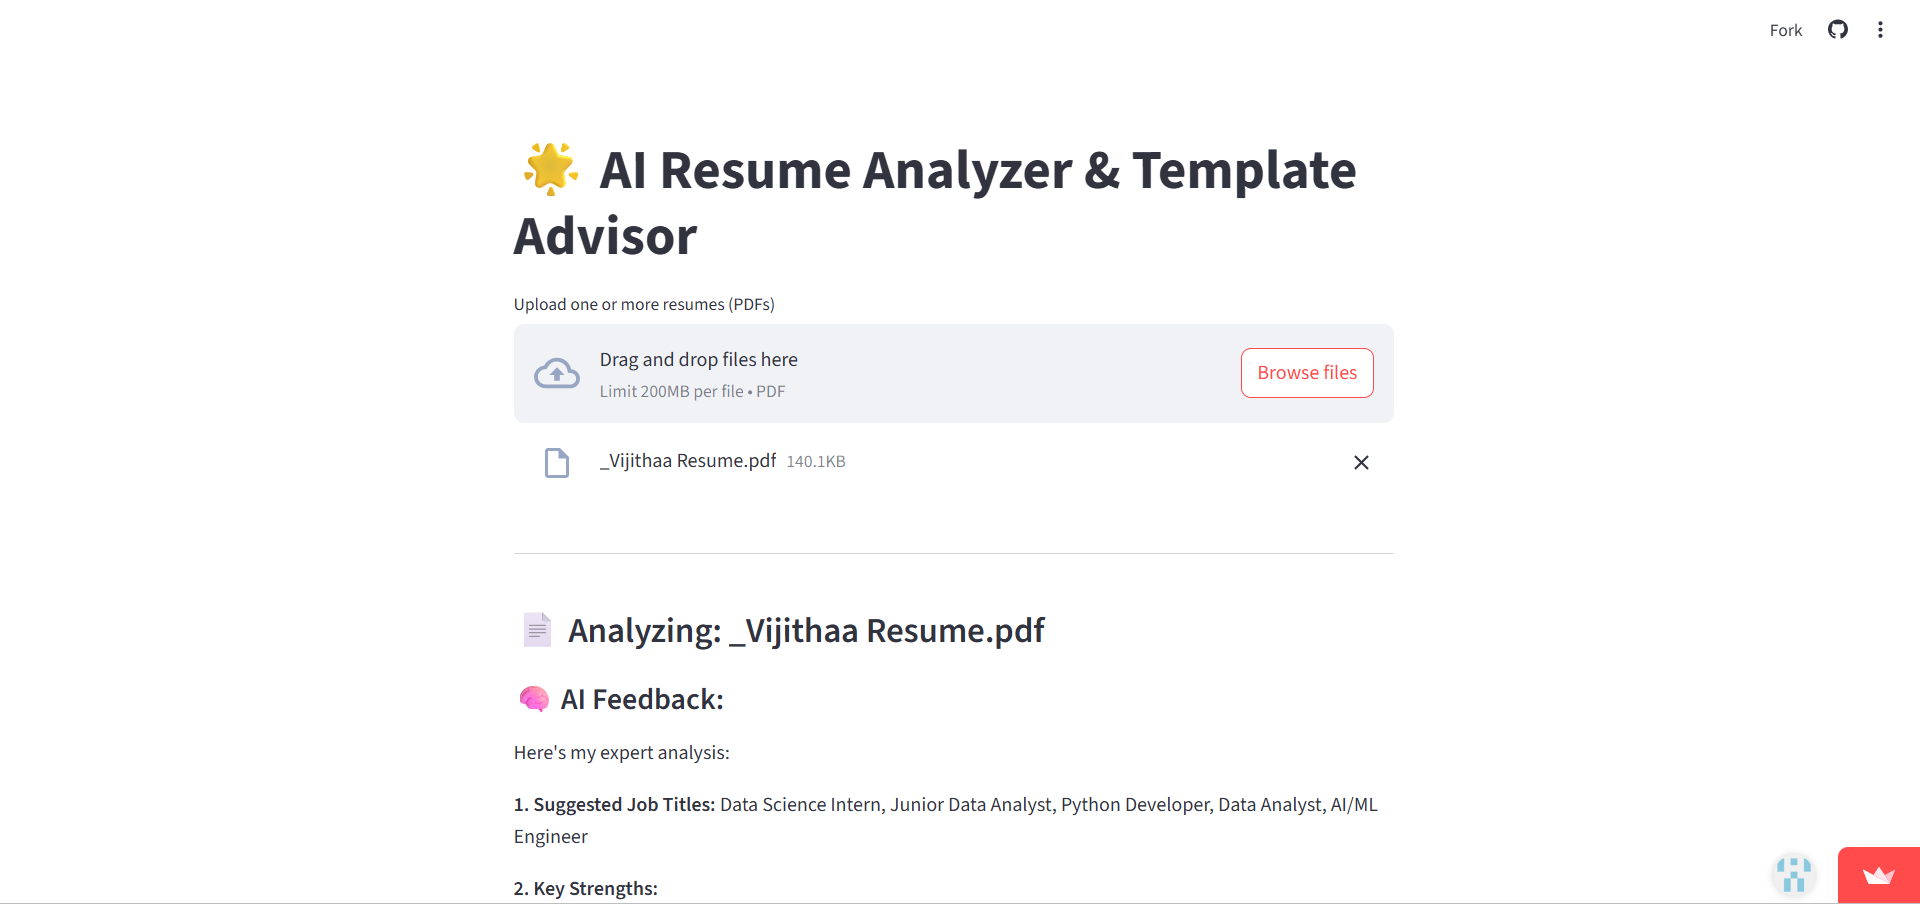 Fork
AI Resume Analyzer & Template
Advisor
Upload one or more resumes (PDFs)
Drag and drop files here
Limit 200MB per file • PDF
Browse files
_Vijithaa Resume.pdf 140.1KB
Analyzing: _Vijithaa Resume.pdf
AI Feedback:
Here's my expert analysis:
1. Suggested Job Titles: Data Science Intern, Junior Data Analyst, Python Developer, Data Analyst, AI/ML
Engineer
2. Key Strengths: